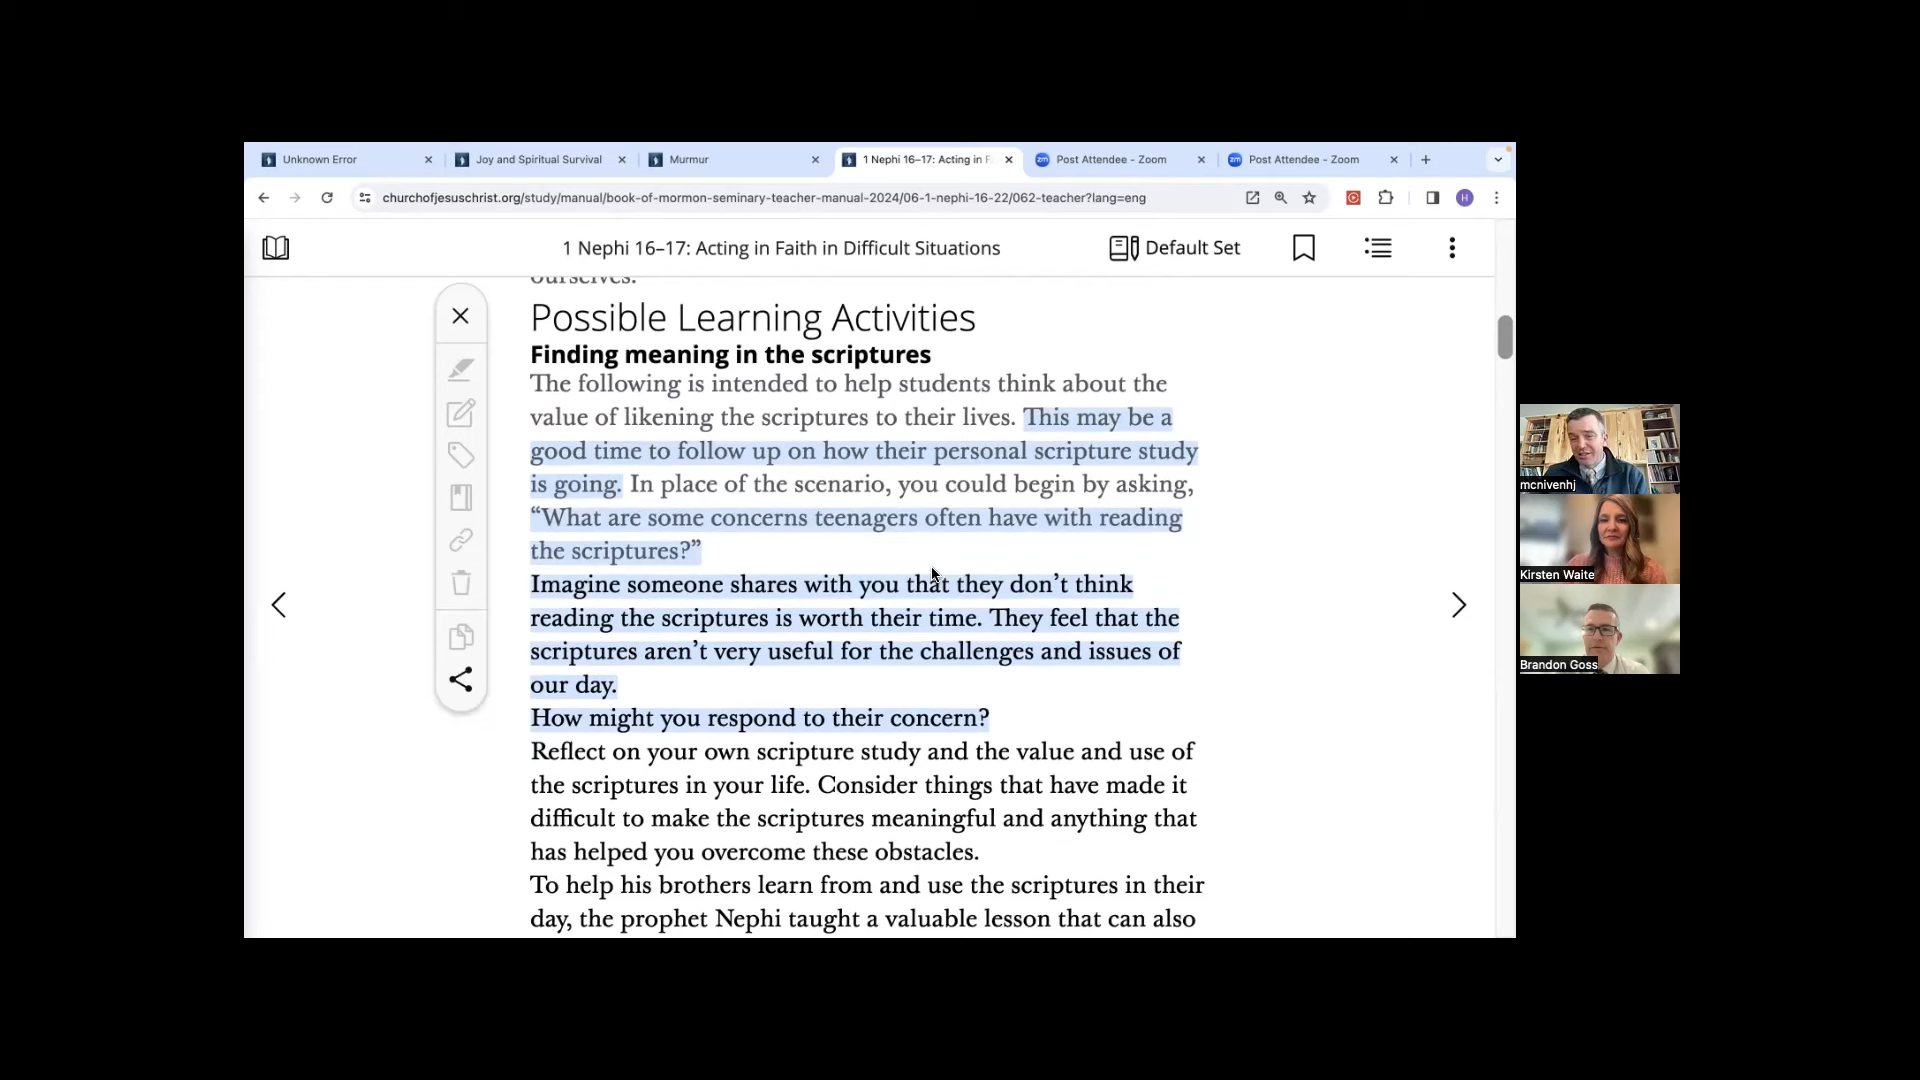 Unknown Error
Joy and Spiritual Survival
Murmur
1 Nephi 16–17: Acting in F
Post Attendee - Zoom
Post Attendee - Zoom
churchofjesuschrist.org/study/manual/book-of-mormon-seminary-teacher-manual-2024/06-1-nephi-16-22/062-teacher?lang=eng
H
1 Nephi 16–17: Acting in Faith in Difficult Situations
Default Set
ourselves.
Possible Learning Activities
Finding meaning in the scriptures
The following is intended to help students think about the
value of likening the scriptures to their lives. This may be a
good time to follow up on how their personal scripture study
is going. In place of the scenario, you could begin by asking,
“What are some concerns teenagers often have with reading
the scriptures?”
Imagine someone shares with you that they don’t think
reading the scriptures is worth their time. They feel that the
scriptures aren’t very useful for the challenges and issues of
our day.
How might you respond to their concern?
Reflect on your own scripture study and the value and use of
the scriptures in your life. Consider things that have made it
difficult to make the scriptures meaningful and anything that
has helped you overcome these obstacles.
To help his brothers learn from and use the scriptures in their
day, the prophet Nephi taught a valuable lesson that can also
mcnivenhj
Kirsten Waite
Brandon Goss